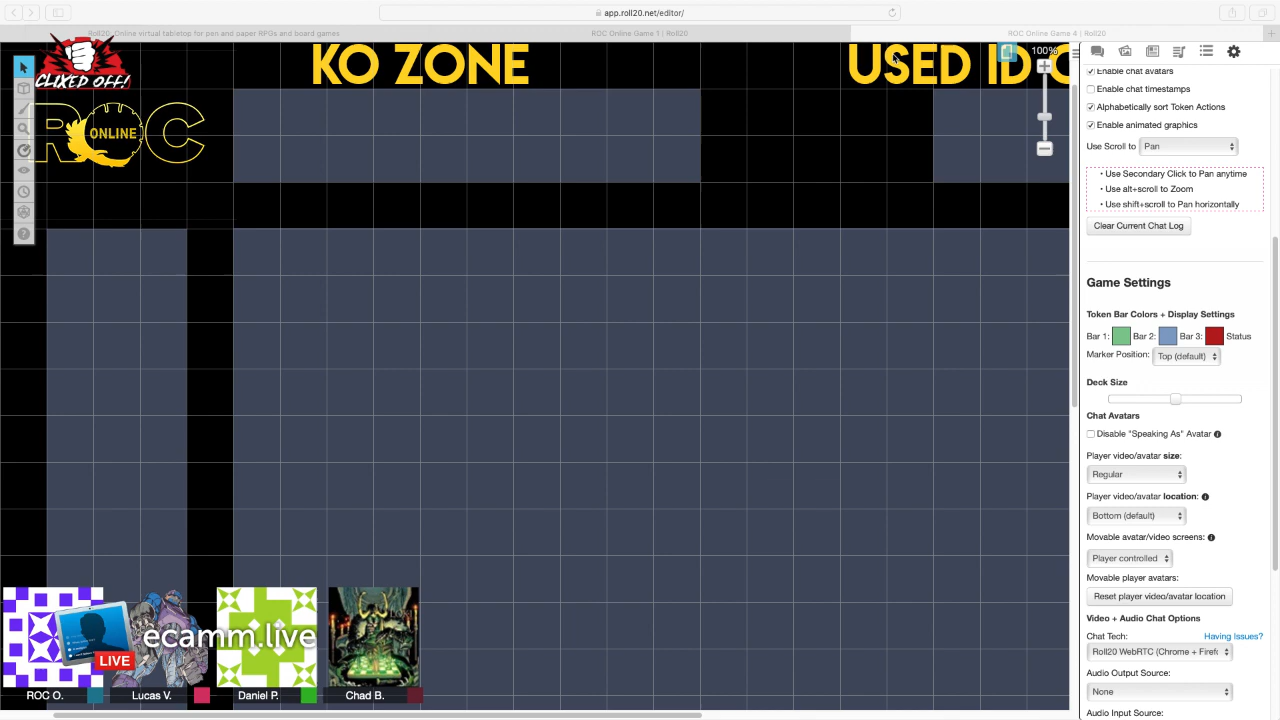 app.roll20.net/editor/
Roll20: Online virtual tabletop for pen and paper RPGs and board games
ROC Online Game 1 | Roll20
ROC Online Game 4 | Roll20
CLIXED OFF!
ROC
ONLINE
KO ZONE
USED ID C
100%
Enable chat avatars
Enable chat timestamps
Alphabetically sort Token Actions
Enable animated graphics
Use Scroll to Pan
• Use Secondary Click to Pan anytime
• Use alt+scroll to Zoom
• Use shift+scroll to Pan horizontally
Clear Current Chat Log
Game Settings
Token Bar Colors + Display Settings
Bar 1: Bar 2: Bar 3: Status
Marker Position: Top (default)
Deck Size
Chat Avatars
Disable "Speaking As" Avatar
Player video/avatar size:
Regular
Player video/avatar location:
Bottom (default)
Movable avatar/video screens:
Player controlled
Movable player avatars:
Reset player video/avatar location
Video + Audio Chat Options
Chat Tech: Having Issues?
Roll20 WebRTC (Chrome + Firef
Audio Output Source:
None
Audio Input Source:
ecamm.live
LIVE
ROC O.
Lucas V.
Daniel P.
Chad B.